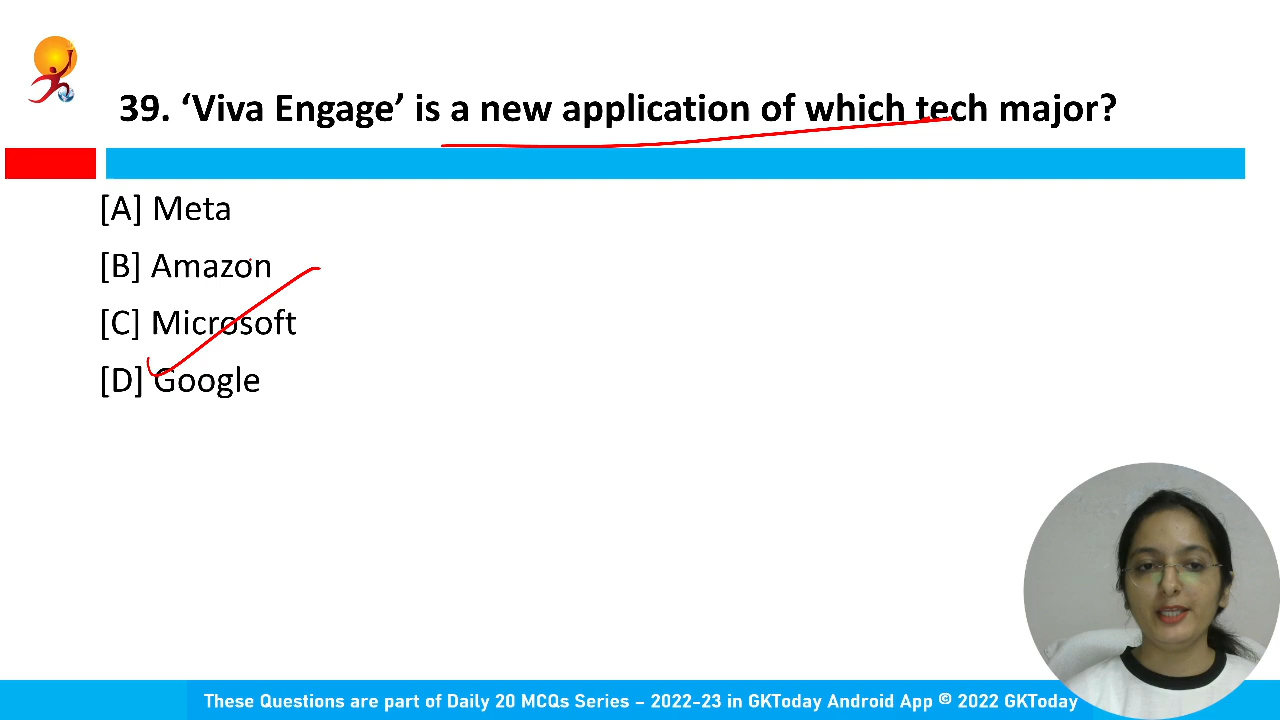 39. ‘Viva Engage’ is a new application of which tech major?
[A] Meta
[B] Amazon
[C] Microsoft
[D] Google
These Questions are part of Daily 20 MCQs Series – 2022-23 in GKToday Android App © 2022 GKToday